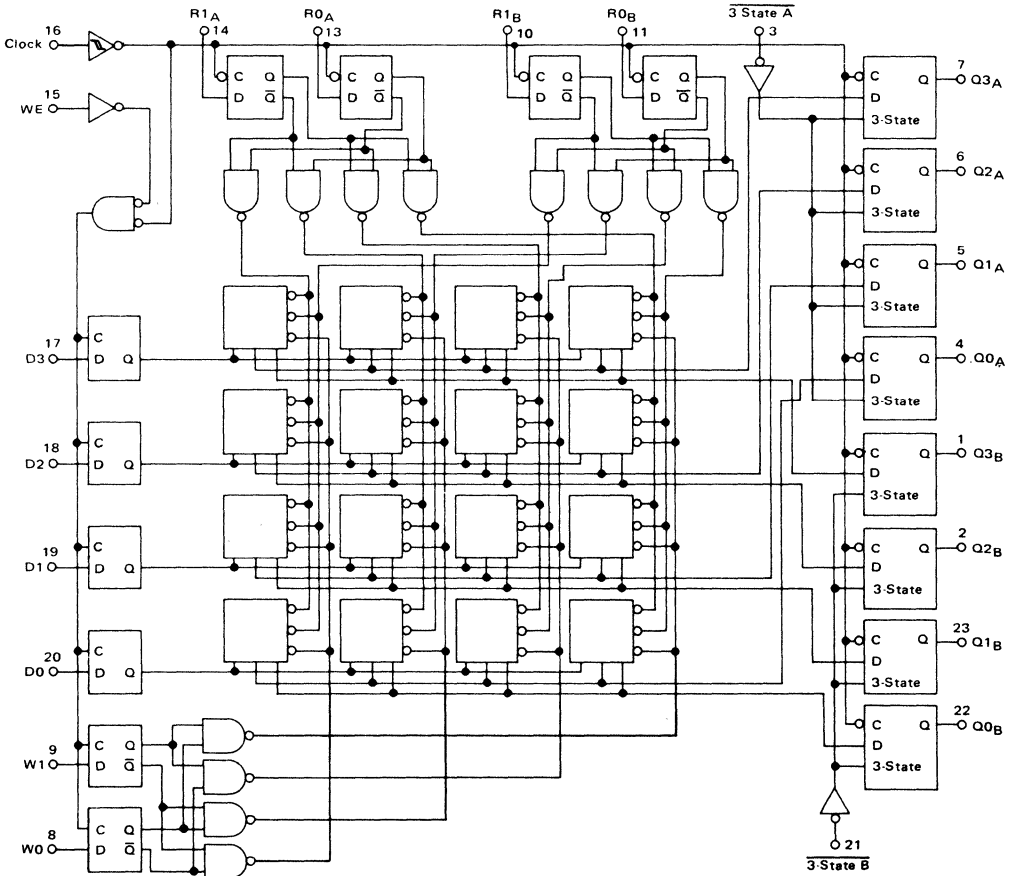 R1A
14
R0A
13
R1B
10
R0B
11
3 State A
3
Clock 16
WE 15
C Q
D Q
C Q
D Q
C Q
D Q
C Q
D Q
C Q
D
3-State
7 Q3A
C Q
D
3-State
6 Q2A
C Q
D
3-State
5 Q1A
C Q
D
3-State
4 Q0A
C Q
D
3-State
1 Q3B
C Q
D
3-State
2 Q2B
C Q
D
3-State
23 Q1B
C Q
D
3-State
22 Q0B
D3 17
C
D Q
D2 18
C
D Q
D1 19
C
D Q
D0 20
C
D Q
W1 9
C Q
D Q
W0 8
C Q
D Q
21
3-State B